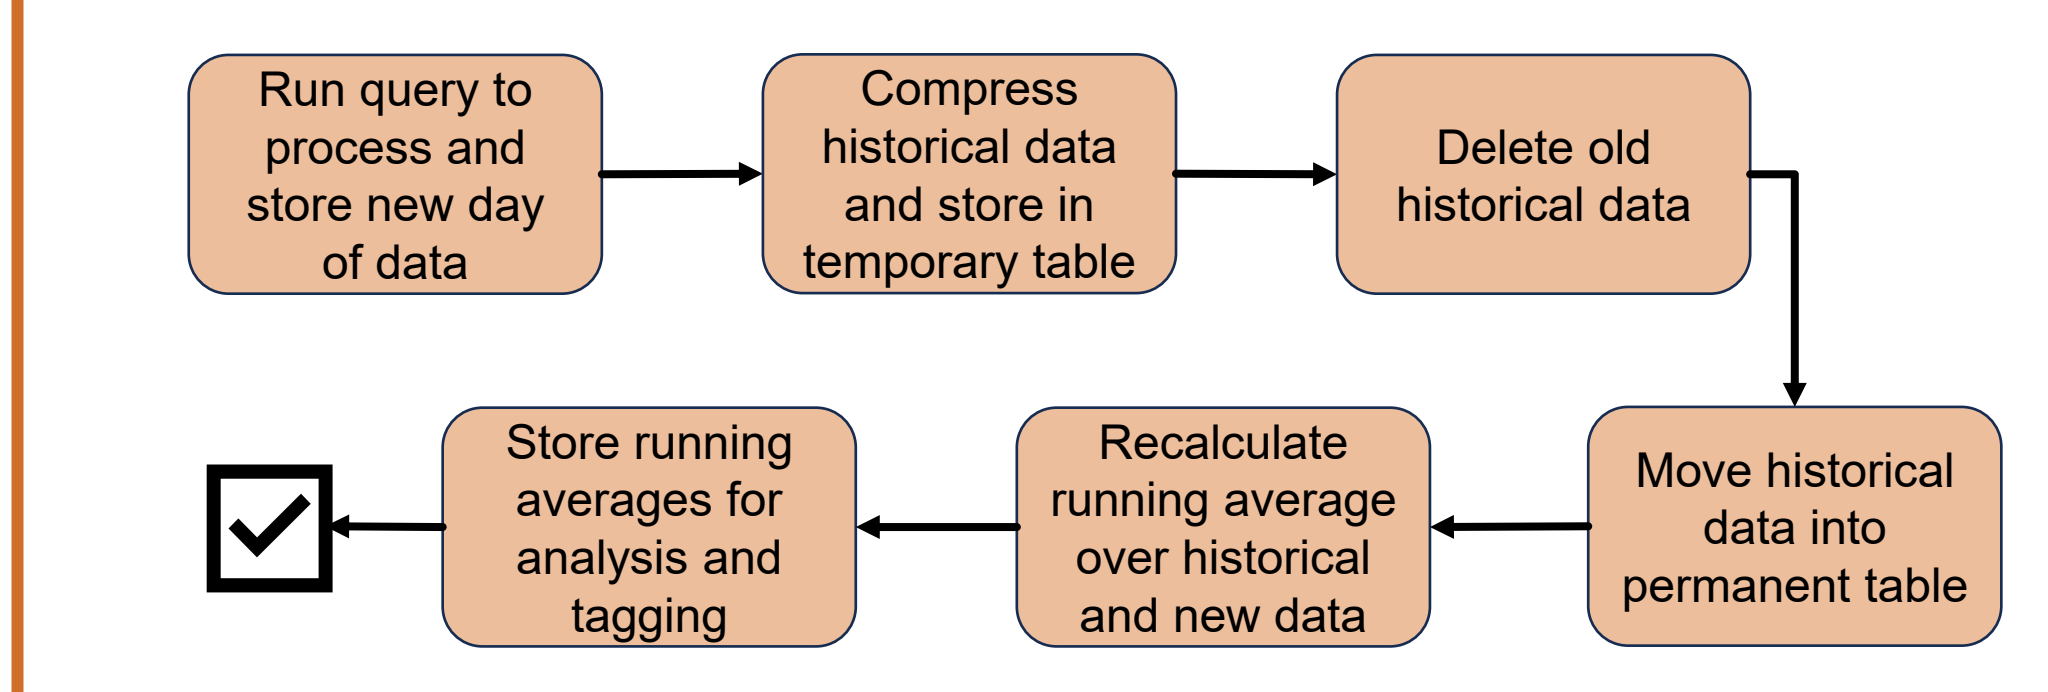 Run query to
process and
store new day
of data
Compress
historical data
and store in
temporary table
Delete old
historical data
Move historical
data into
permanent table
Recalculate
running average
over historical
and new data
Store running
averages for
analysis and
tagging